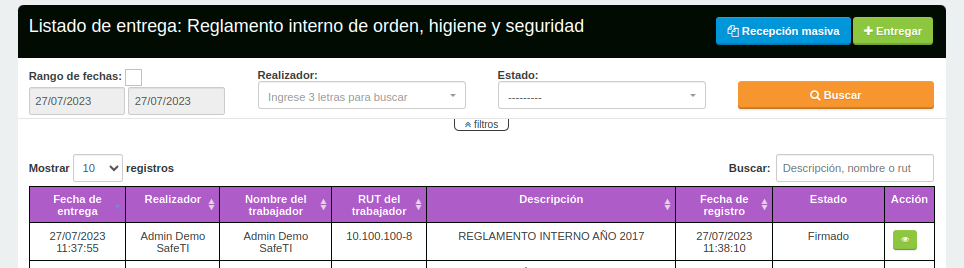 Listado de entrega: Reglamento interno de orden, higiene y seguridad
Recepción masiva
Entregar
Rango de fechas:
27/07/2023
27/07/2023
Realizador:
Ingrese 3 letras para buscar
Estado:
---------
Buscar
filtros
Mostrar 10 registros
Buscar: Descripción, nombre o rut
Fecha de
entrega
Realizador
Nombre del
trabajador
RUT del
trabajador
Descripción
Fecha de
registro
Estado
Acción
27/07/2023
11:37:55
Admin Demo
SafeTI
Admin Demo
SafeTI
10.100.100-8
REGLAMENTO INTERNO AÑO 2017
27/07/2023
11:38:10
Firmado